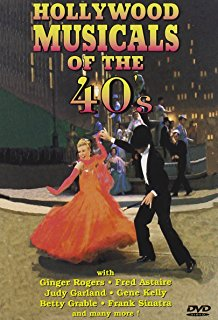 HOLLYWOOD
MUSICALS
OF THE
40's
with
Ginger Rogers • Fred Astaire
Judy Garland • Gene Kelly
Betty Grable • Frank Sinatra
and many more !
DVD